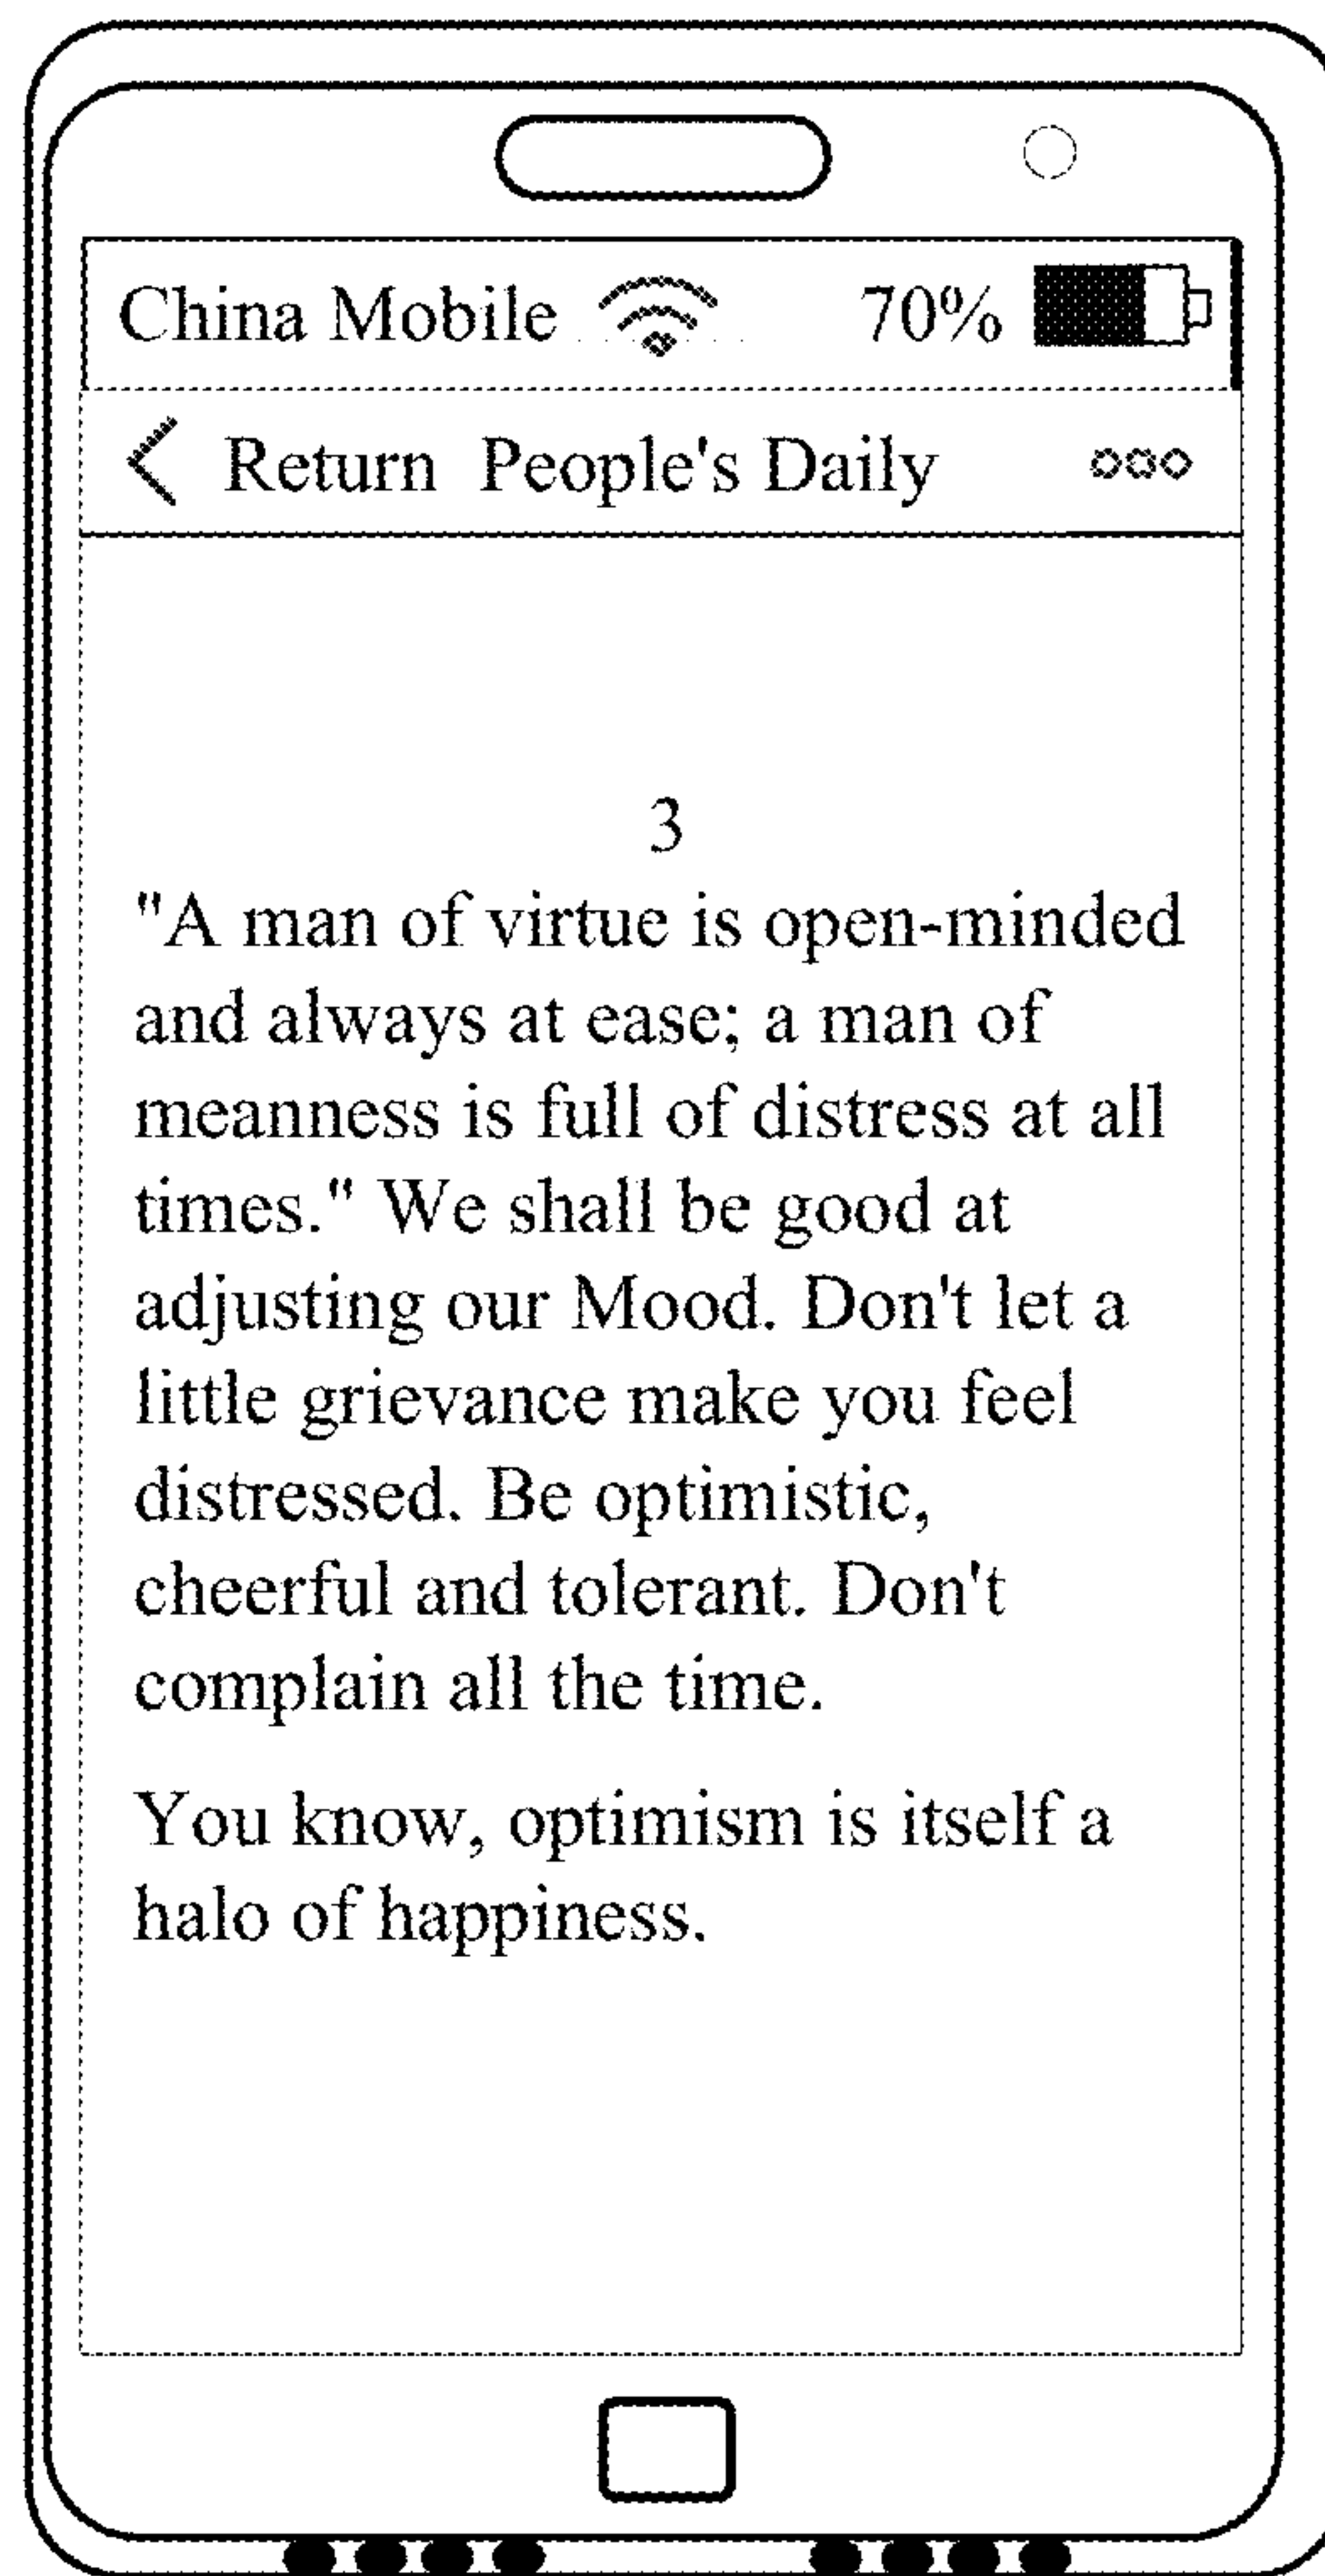 China Mobile 70%
Return People's Daily
3
"A man of virtue is open-minded
and always at ease; a man of
meanness is full of distress at all
times." We shall be good at
adjusting our Mood. Don't let a
little grievance make you feel
distressed. Be optimistic,
cheerful and tolerant. Don't
complain all the time.
You know, optimism is itself a
halo of happiness.